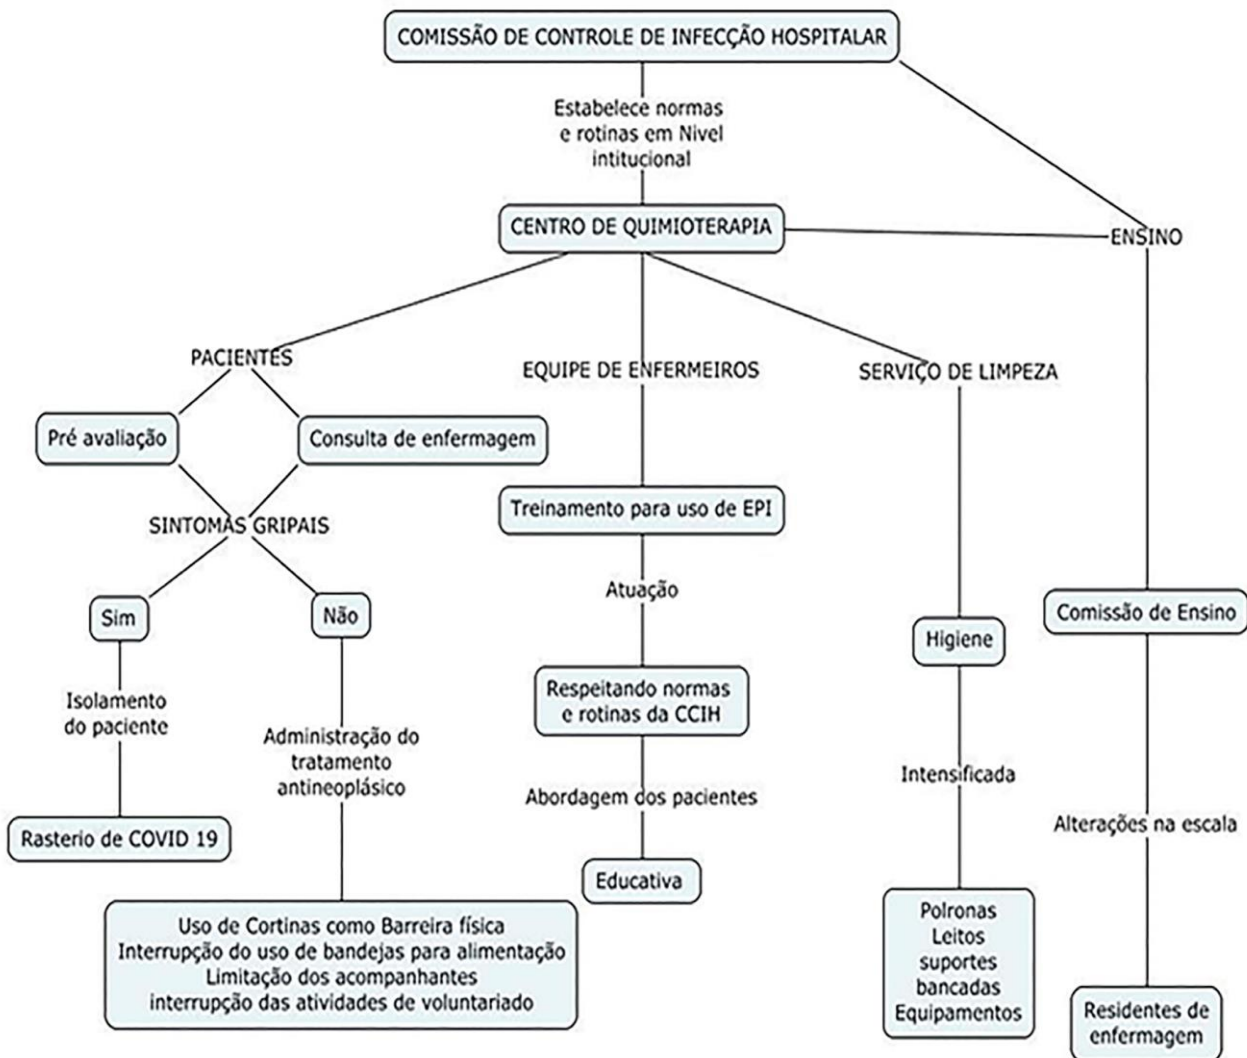 COMISSÃO DE CONTROLE DE INFECÇÃO HOSPITALAR
Estabelece normas
e rotinas em Nivel
intitucional
CENTRO DE QUIMIOTERAPIA
ENSINO
PACIENTES
EQUIPE DE ENFERMEIROS
SERVIÇO DE LIMPEZA
Pré avaliação
Consulta de enfermagem
Treinamento para uso de EPI
SINTOMAS GRIPAIS
Atuação
Sim
Não
Comissão de Ensino
Higiene
Isolamento
do paciente
Respeitando normas
e rotinas da CCIH
Administração do
tratamento
antineoplásico
Intensificada
Abordagem dos pacientes
Alterações na escala
Rasterio de COVID 19
Educativa
Uso de Cortinas como Barreira física
Interrupção do uso de bandejas para alimentação
Limitação dos acompanhantes
interrupção das atividades de voluntariado
Polronas
Leitos
suportes
bancadas
Equipamentos
Residentes de
enfermagem